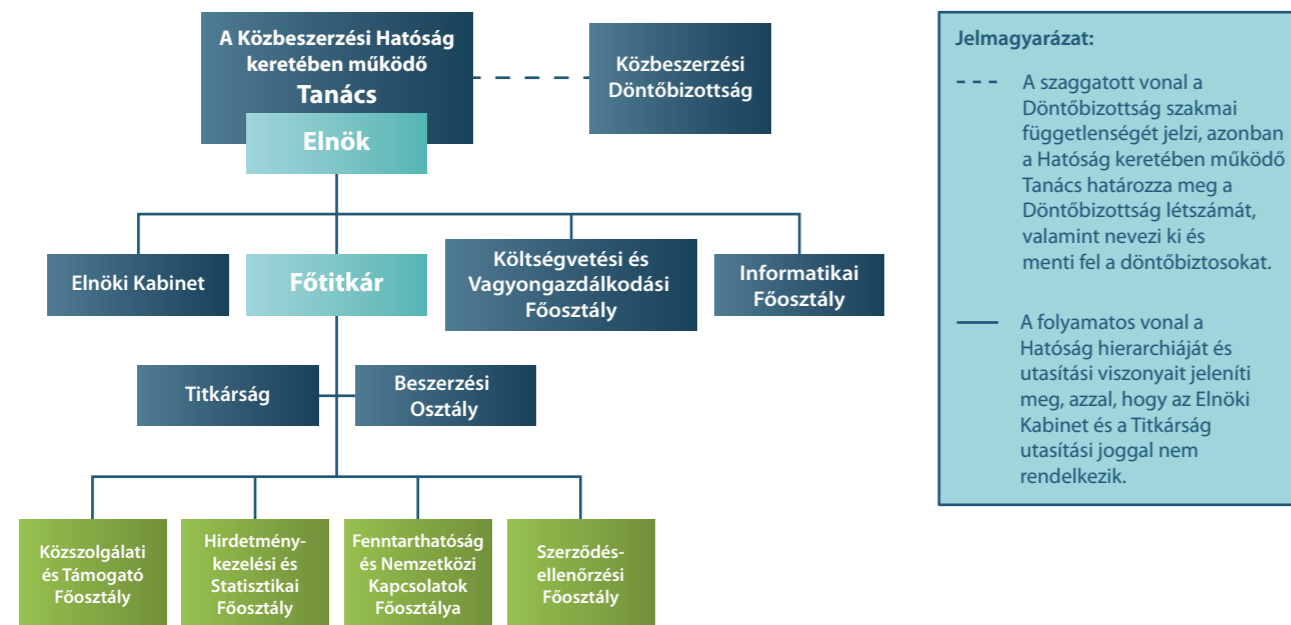 A Közbeszerzési Hatóság
keretében működő
Tanács
Elnök
Közbeszerzési
Döntőbizottság
Elnöki Kabinet
Főtitkár
Költségvetési és
Vagyongazdálkodási
Főosztály
Informatikai
Főosztály
Titkárság
Beszerzési
Osztály
Közszolgálati
és Támogató
Főosztály
Hirdetmény-
kezelési és
Statisztikai
Főosztály
Fenntarthatóság
és Nemzetközi
Kapcsolatok
Főosztálya
Szerződés-
ellenőrzési
Főosztály
Jelmagyarázat:
A szaggatott vonal a
Döntőbizottság szakmai
függetlenségét jelzi, azonban
a Hatóság keretében működő
Tanács határozza meg a
Döntőbizottság létszámát,
valamint nevezi ki és
menti fel a döntőbiztosokat.
A folyamatos vonal a
Hatóság hierarchiáját és
utasítási viszonyait jeleníti
meg, azzal, hogy az Elnöki
Kabinet és a Titkárság
utasítási joggal nem
rendelkezik.